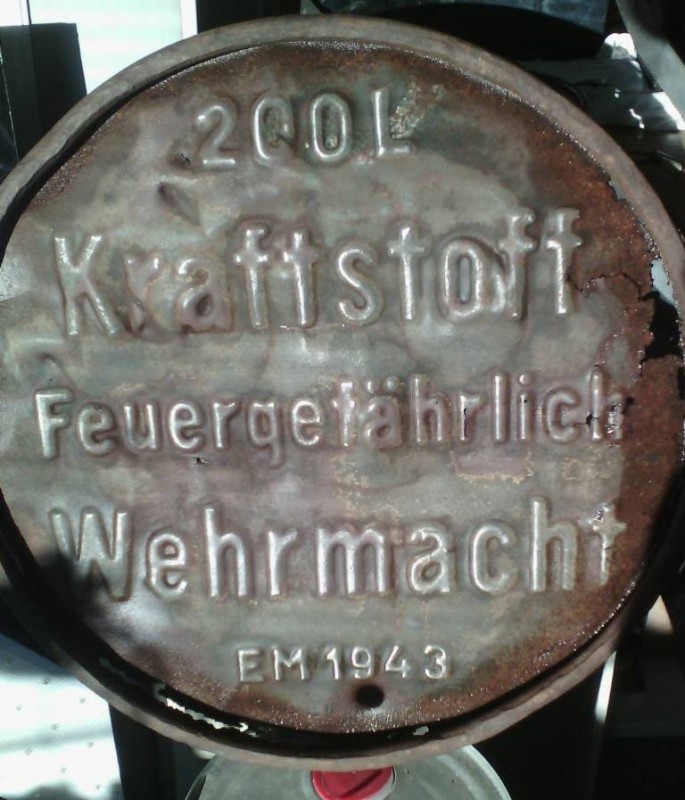 200L
Kraftstoff
Feuergefährlich
Wehrmacht
EM 1943